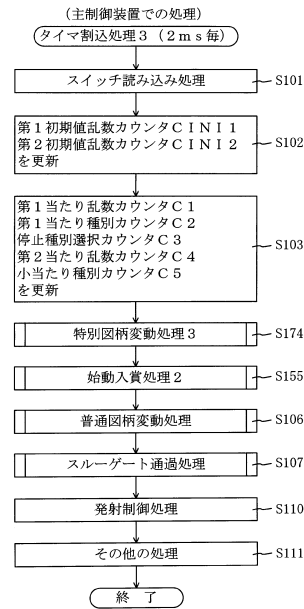 （主制御装置での処理）
タイマ割込処理３（２ｍｓ毎）
スイッチ読み込み処理
S101
第１初期値乱数カウンタＣＩＮＩ１
第２初期値乱数カウンタＣＩＮＩ２
を更新
S102
第１当たり乱数カウンタＣ１
第１当たり種別カウンタＣ２
停止種別選択カウンタＣ３
第２当たり乱数カウンタＣ４
小当たり種別カウンタＣ５
を更新
S103
特別図柄変動処理３
S174
始動入賞処理２
S155
普通図柄変動処理
S106
スルーゲート通過処理
S107
発射制御処理
S110
その他の処理
S111
終　了